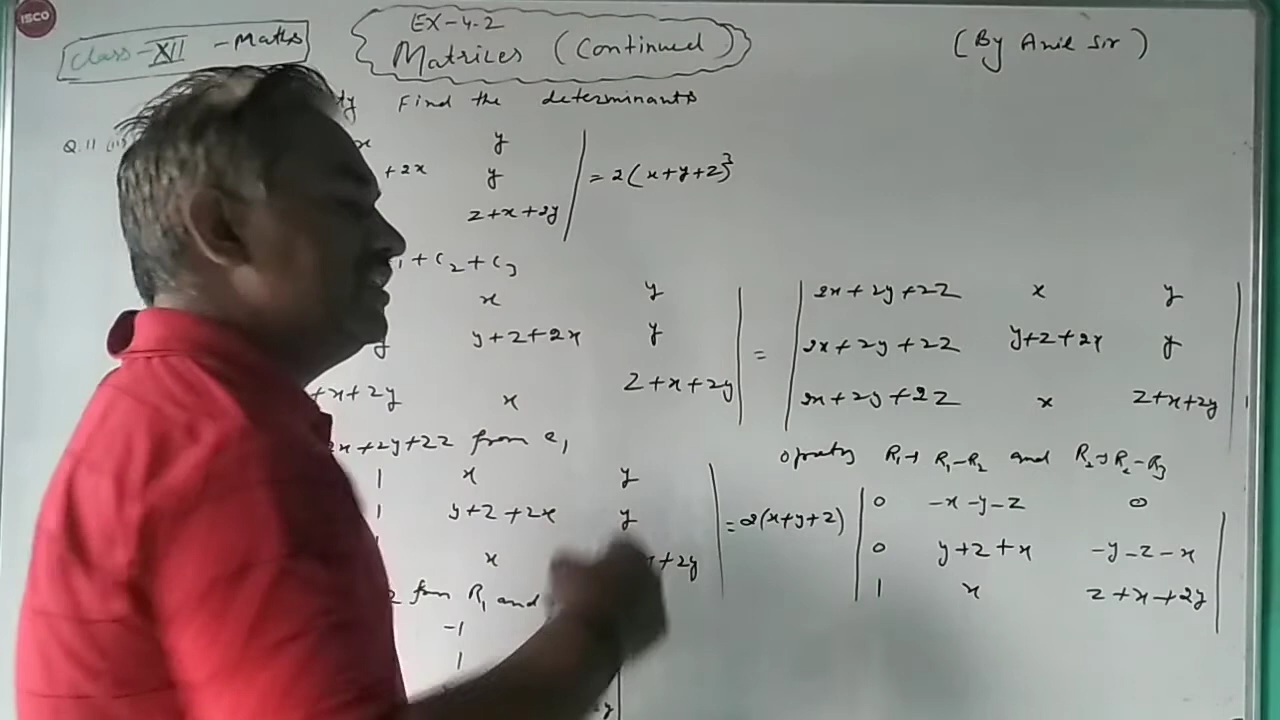 ISCO
Class-XII - Maths
EX-4.2
Matrices (Continued)
(By Anil Sir)
Find the determinants
Q.11 (ii)
x y
+2x y = 2(x+y+z)³
z+x+2y
+ C₂ + C₃
x y
y+z+2x y
+x+2y x z+x+2y
= 2x+2y+2z x y
2x+2y+2z y+z+2x y
2x+2y+2z x z+x+2y
2x+2y+2z from C₁
1 x y
1 y+z+2x y
x +2y
R₁→ R₁-R₂ and R₂→ R₂-R₃
= 2(x+y+z) 0 -x-y-z 0
0 y+z+x -y-z-x
1 x z+x+2y
from R₁ and
-1
1
y